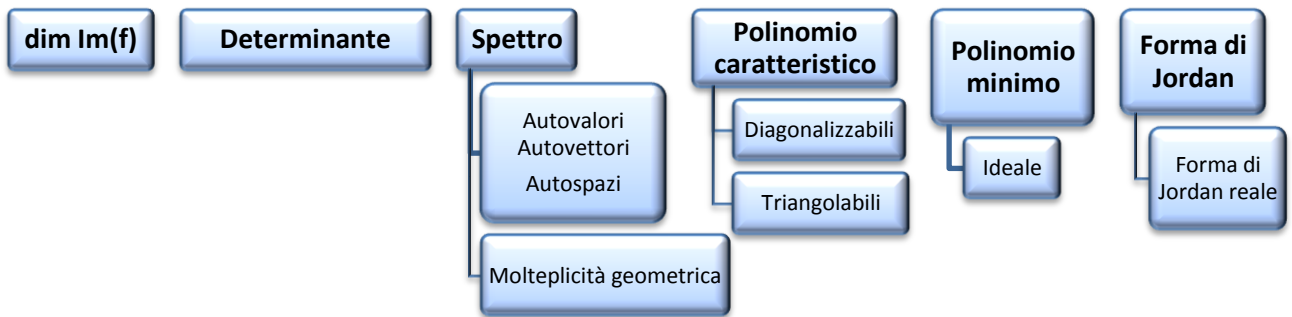 dim Im(f)
Determinante
Spettro
Autovalori
Autovettori
Autospazi
Molteplicità geometrica
Polinomio
caratteristico
Diagonalizzabili
Triangolabili
Polinomio
minimo
Ideale
Forma di
Jordan
Forma di
Jordan reale